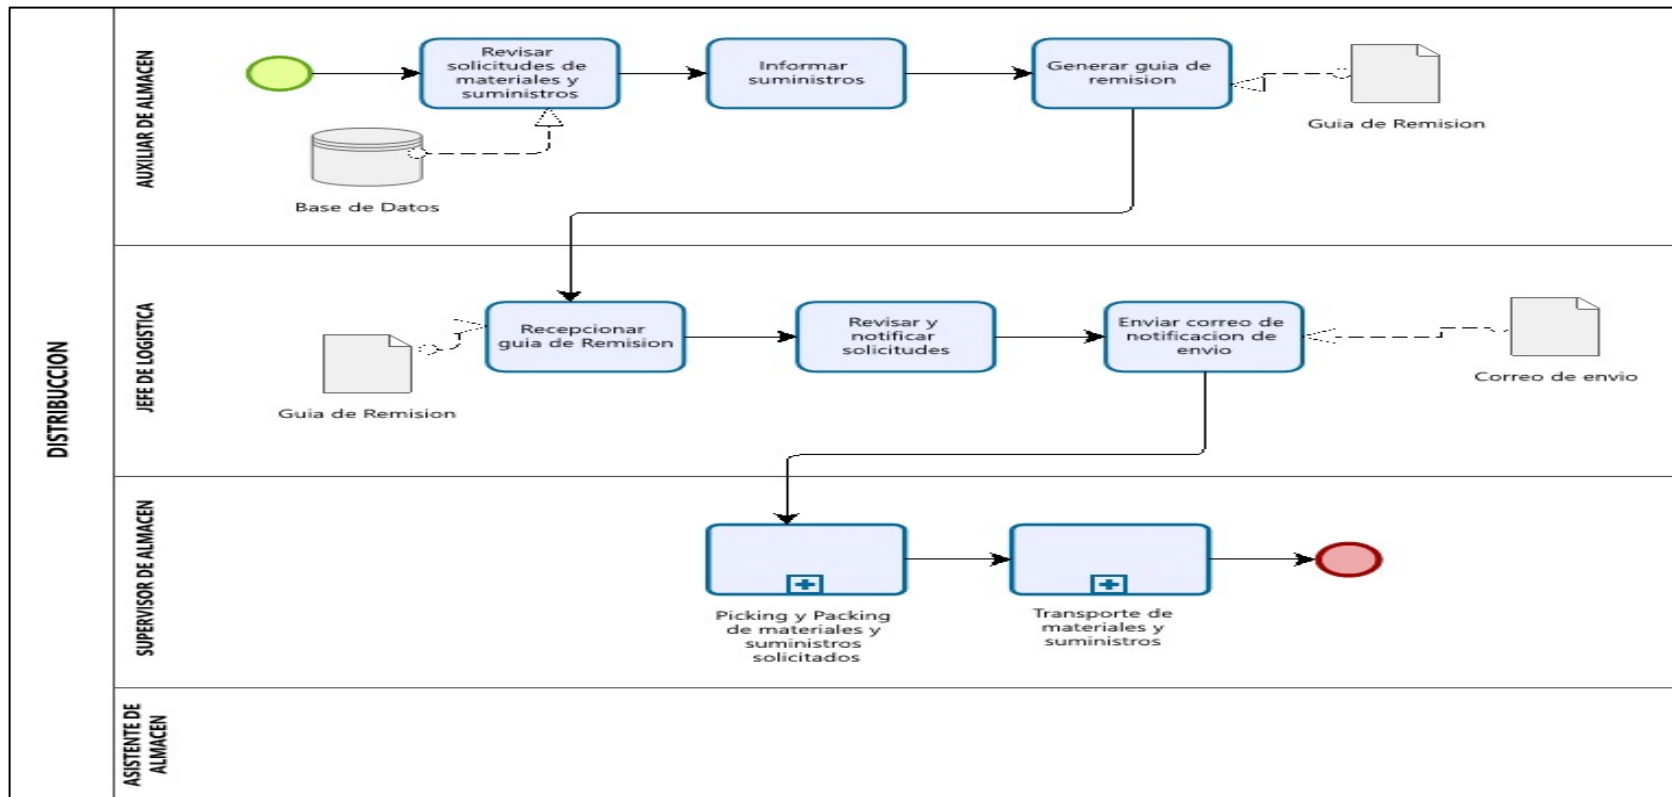 DISTRIBUCCION
AUXILIAR DE ALMACEN
Revisar
solicitudes de
materiales y
suministros
Informar
suministros
Generar guia de
remision
Guia de Remision
Base de Datos
JEFE DE LOGISTICA
Recepcionar
guia de Remision
Revisar y
notificar
solicitudes
Enviar correo de
notificacion de
envio
Guia de Remision
Correo de envio
SUPERVISOR DE ALMACEN
Picking y Packing
de materiales y
suministros
solicitados
Transporte de
materiales y
suministros
ASISTENTE DE
ALMACEN